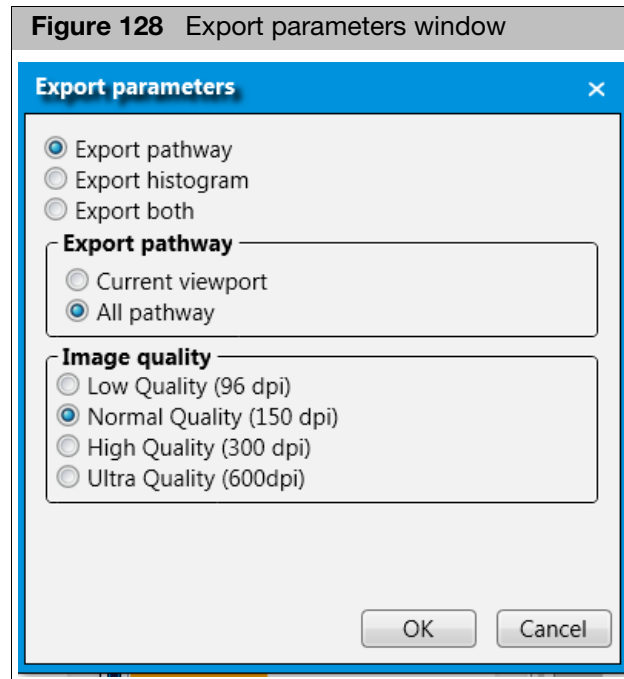 Figure 128 Export parameters window
Export parameters
Export pathway
Export histogram
Export both
Export pathway
Current viewport
All pathway
Image quality
Low Quality (96 dpi)
Normal Quality (150 dpi)
High Quality (300 dpi)
Ultra Quality (600dpi)
OK Cancel